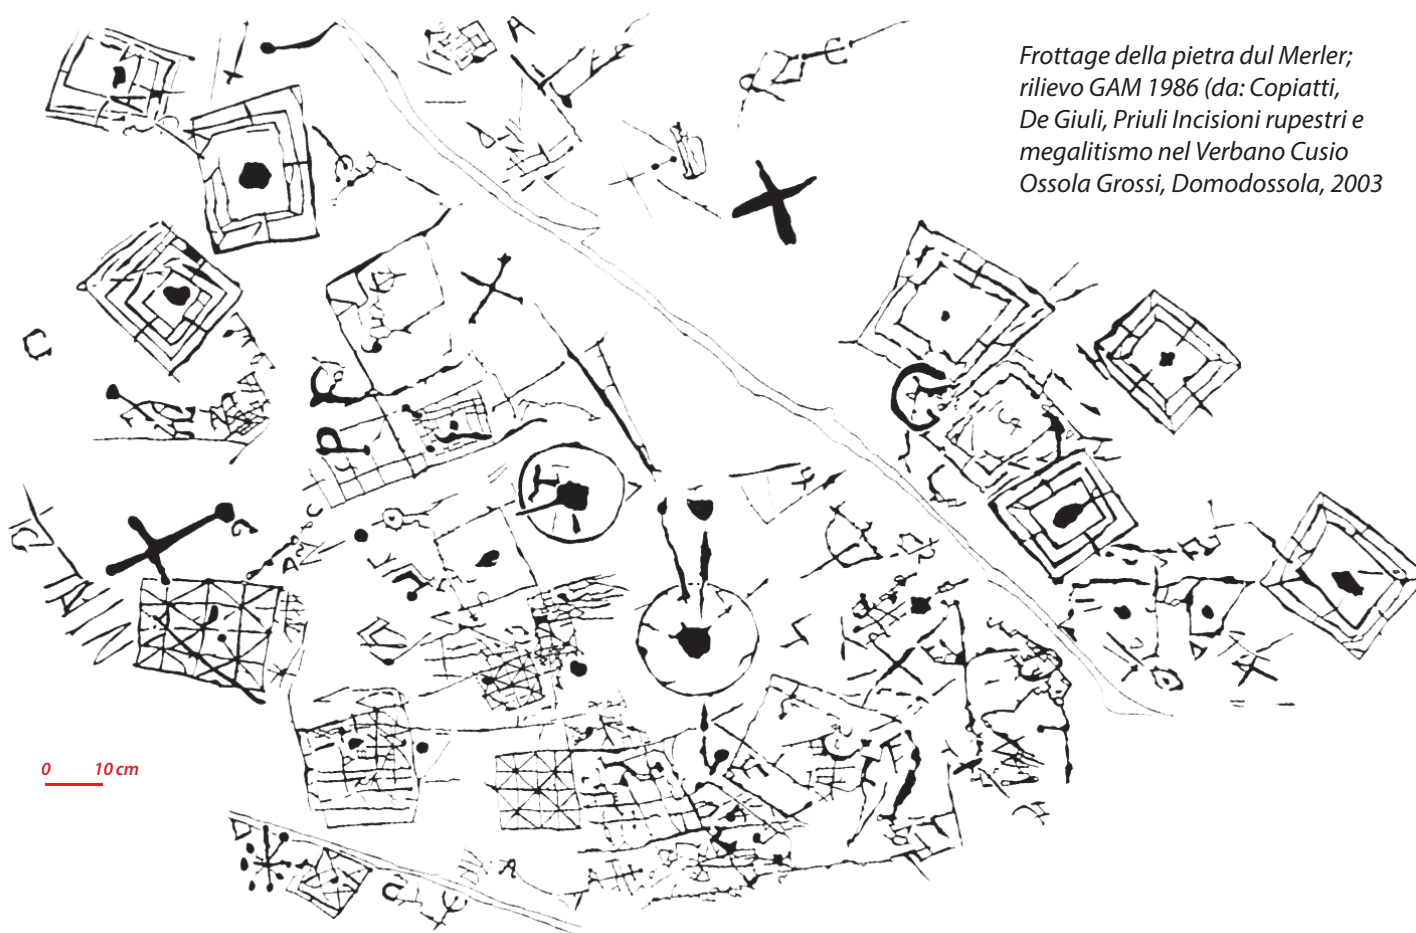 Frottage della pietra dul Merler;
rilievo GAM 1986 (da: Copiatti,
De Giuli, Priuli Incisioni rupestri e
megalitismo nel Verbano Cusio
Ossola Grossi, Domodossola, 2003
0 10 cm